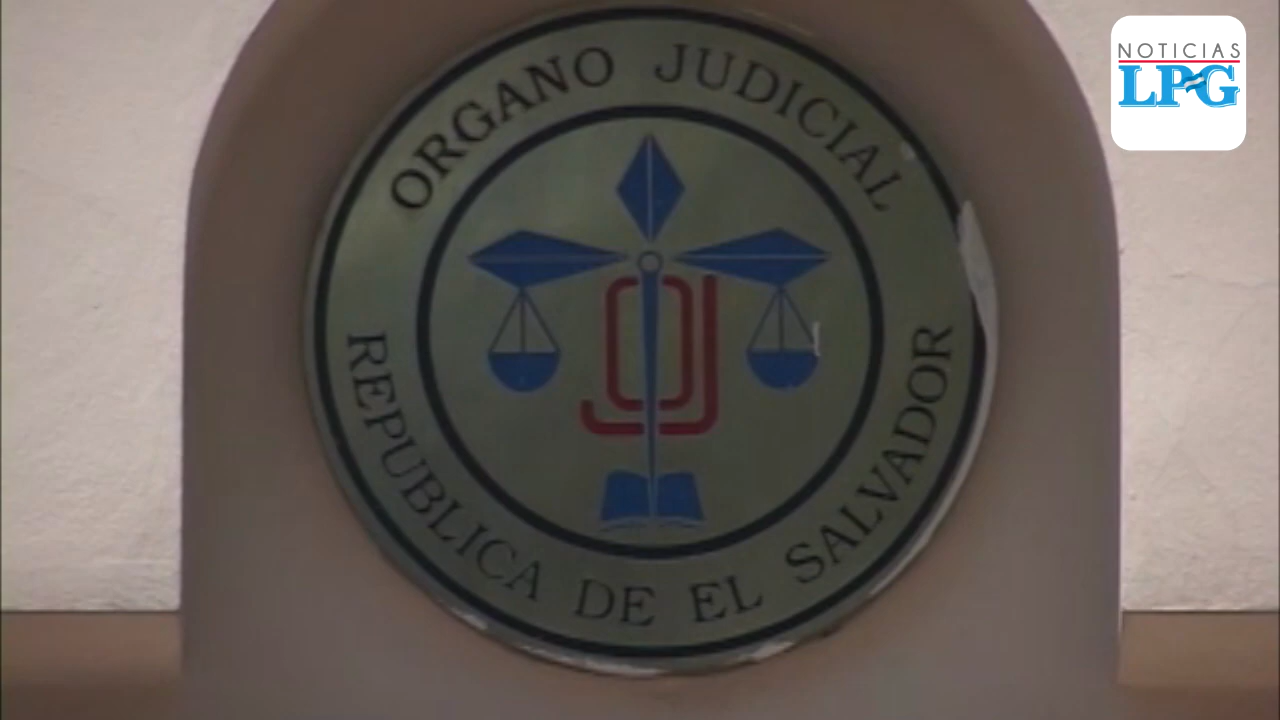 NOTICIAS
LPG
ORGANO JUDICIAL
OJ
REPUBLICA DE EL SALVADOR